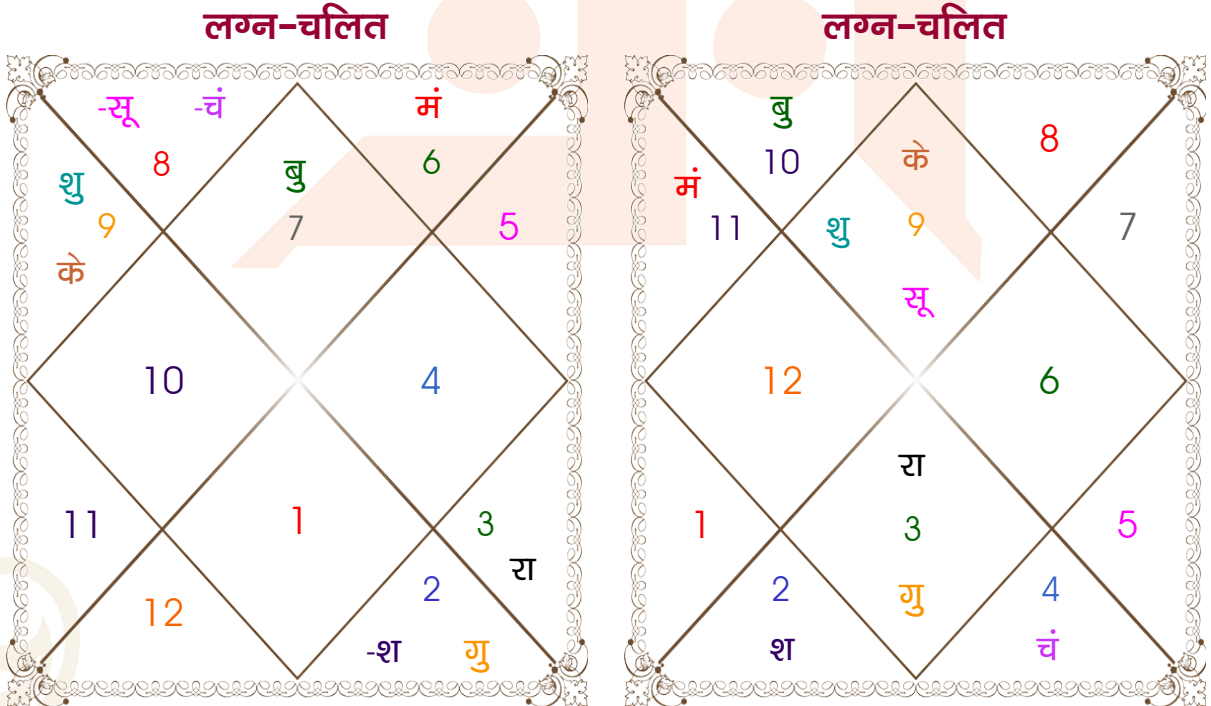 लग्न-चलित
-सू -चं मं
8 6
शु बु
9 7 5
के
10 4
11 1 3
रा
12 2
-श गु
लग्न-चलित
बु
10 के 8
मं
11 शु 9 7
सू
12 6
रा
1 3 5
2 गु 4
श चं